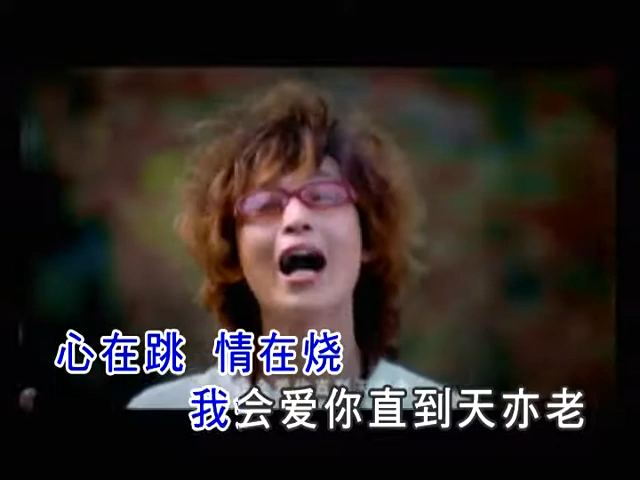 心在跳 情在烧
我会爱你直到天亦老